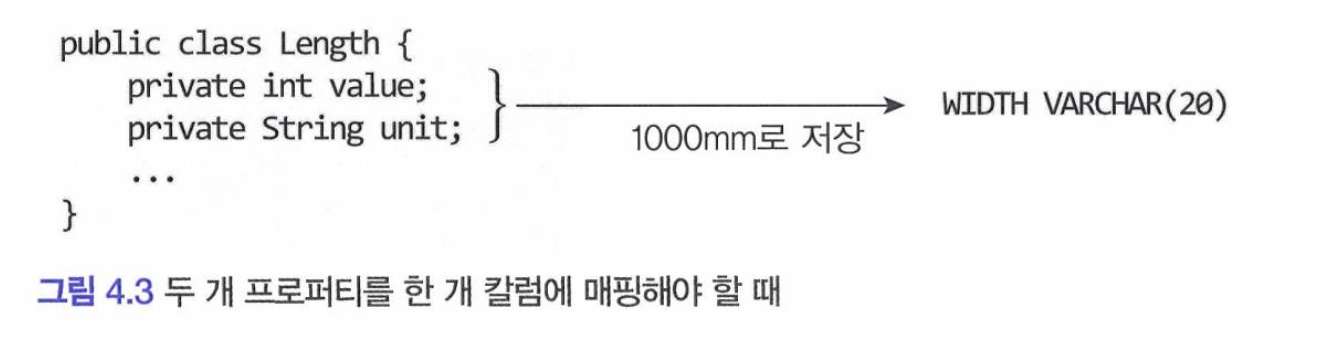 public class Length {
private int value;
private String unit;
...
}
1000mm로 저장
WIDTH VARCHAR(20)
그림 4.3 두 개 프로퍼티를 한 개 칼럼에 매핑해야 할 때